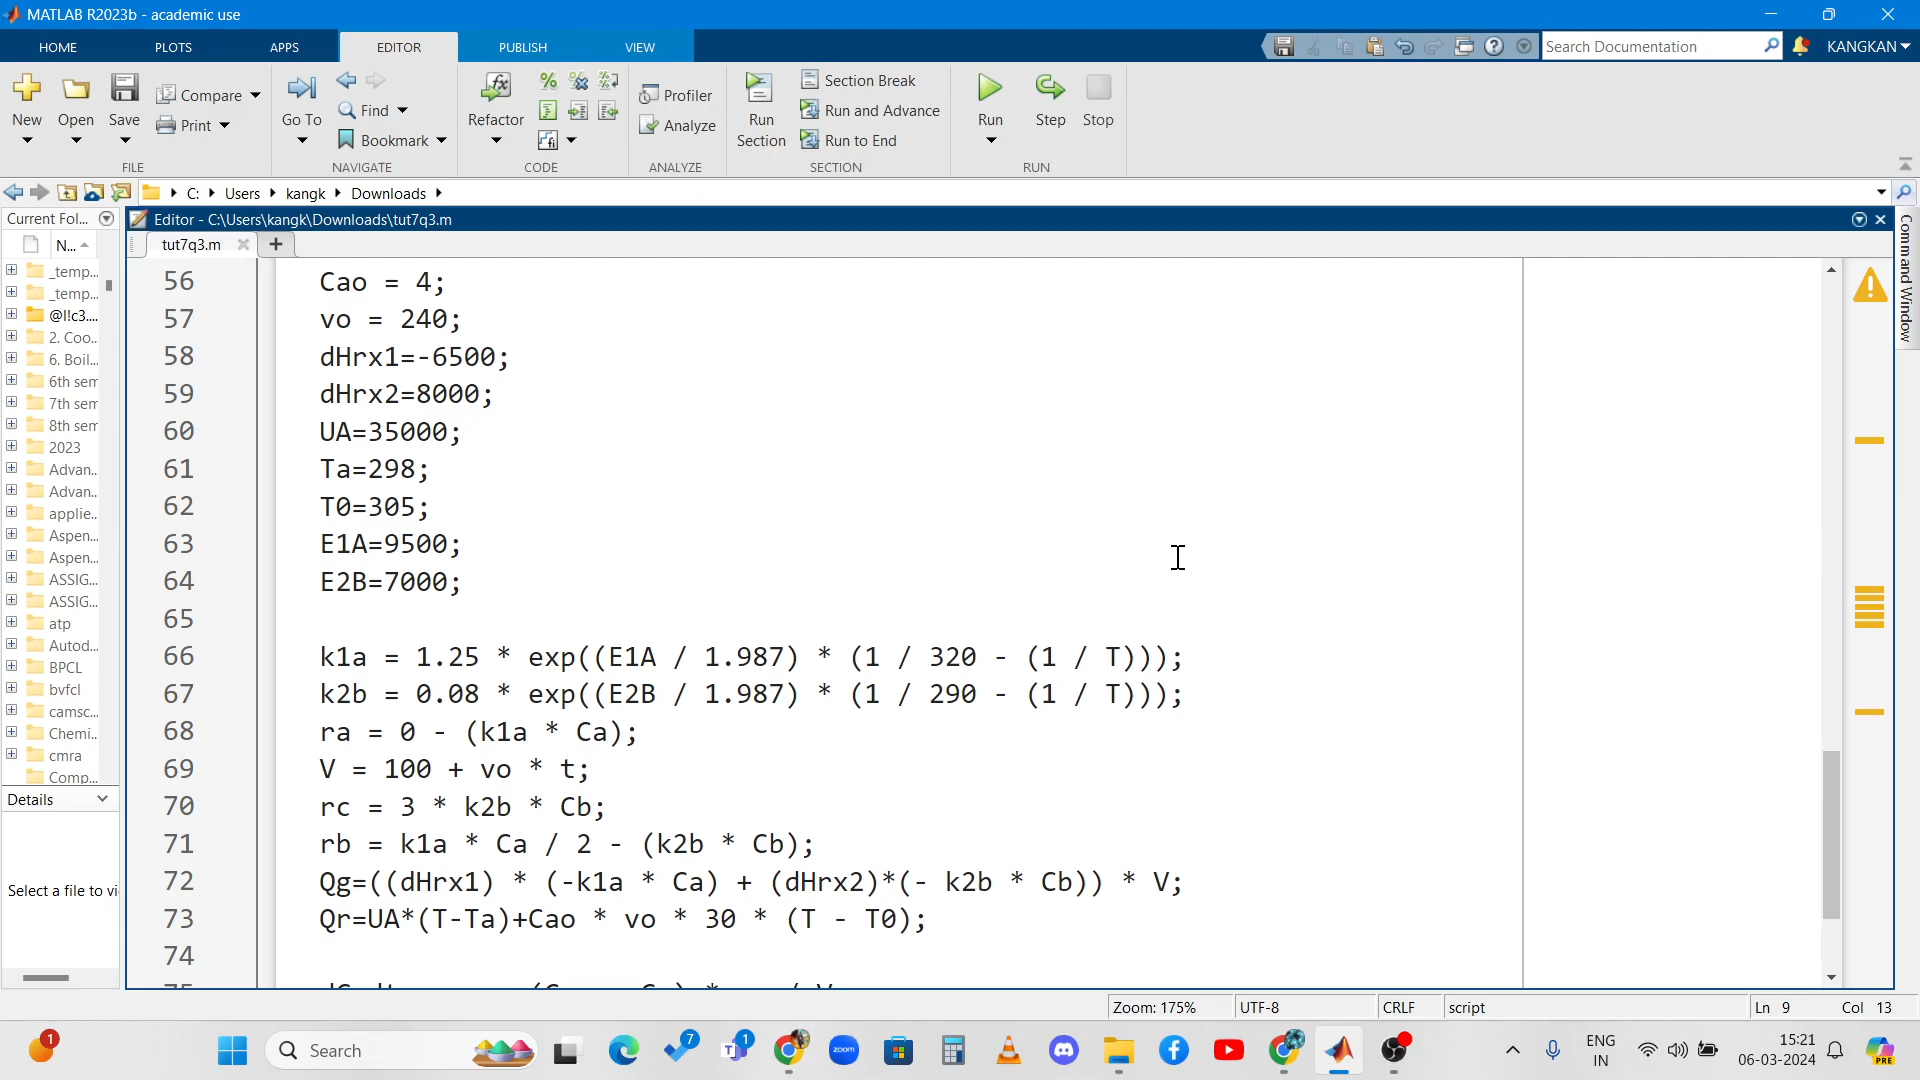 MATLAB R2023b - academic use
HOME PLOTS APPS EDITOR PUBLISH VIEW
Search Documentation KANGKAN
New Open Save Compare Print
FILE
Go To Find Bookmark
NAVIGATE
Refactor
CODE
Profiler Analyze
ANALYZE
Run Section Section Break Run and Advance Run to End
SECTION
Run Step Stop
RUN
C: Users kangk Downloads
Current Fol...
N...
_temp...
_temp...
@l!c3....
2. Coo...
6. Boil...
6th sem
7th sem
8th sem
2023
Advan...
Advan...
applie...
Aspen...
Aspen...
ASSIG...
ASSIG...
atp
Autod...
BPCL
bvfcl
camsc...
Chemi...
cmra
Comp...
Details
Select a file to vi
Editor - C:\Users\kangk\Downloads\tut7q3.m
tut7q3.m
56 Cao = 4;
57 vo = 240;
58 dHrx1=-6500;
59 dHrx2=8000;
60 UA=35000;
61 Ta=298;
62 T0=305;
63 E1A=9500;
64 E2B=7000;
65
66 k1a = 1.25 * exp((E1A / 1.987) * (1 / 320 - (1 / T)));
67 k2b = 0.08 * exp((E2B / 1.987) * (1 / 290 - (1 / T)));
68 ra = 0 - (k1a * Ca);
69 V = 100 + vo * t;
70 rc = 3 * k2b * Cb;
71 rb = k1a * Ca / 2 - (k2b * Cb);
72 Qg=((dHrx1) * (-k1a * Ca) + (dHrx2)*(- k2b * Cb)) * V;
73 Qr=UA*(T-Ta)+Cao * vo * 30 * (T - T0);
74
Command Window
Zoom: 175% UTF-8 CRLF script Ln 9 Col 13
1
Search
7
1
zoom
ENG
IN
15:21
06-03-2024
PRE